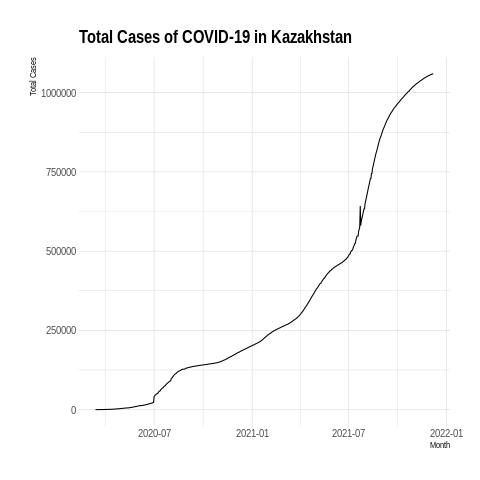 Total Cases of COVID-19 in Kazakhstan
Total Cases
1000000
750000
500000
250000
0
2020-07 2021-01 2021-07 2022-01
Month